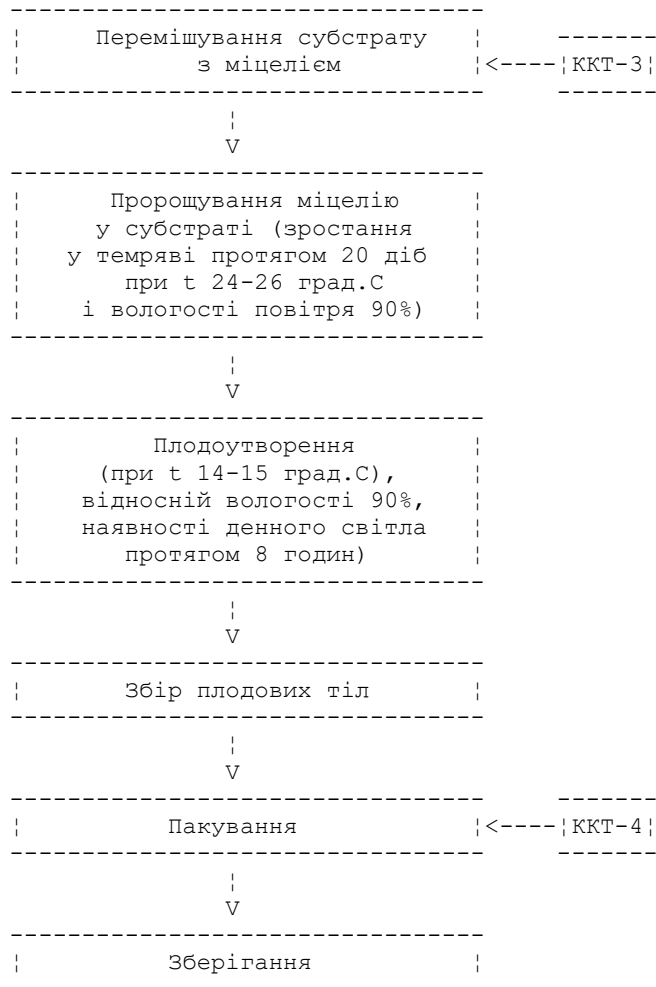 Перемішування субстрату
з міцелієм <---- ККТ-3
V
Пророщування міцелію
у субстраті (зростання
у темряві протягом 20 діб
при t 24-26 град.С
і вологості повітря 90%)
V
Плодоутворення
(при t 14-15 град.С),
відносній вологості 90%,
наявності денного світла
протягом 8 годин)
V
Збір плодових тіл
V
Пакування <---- ККТ-4
V
Зберігання